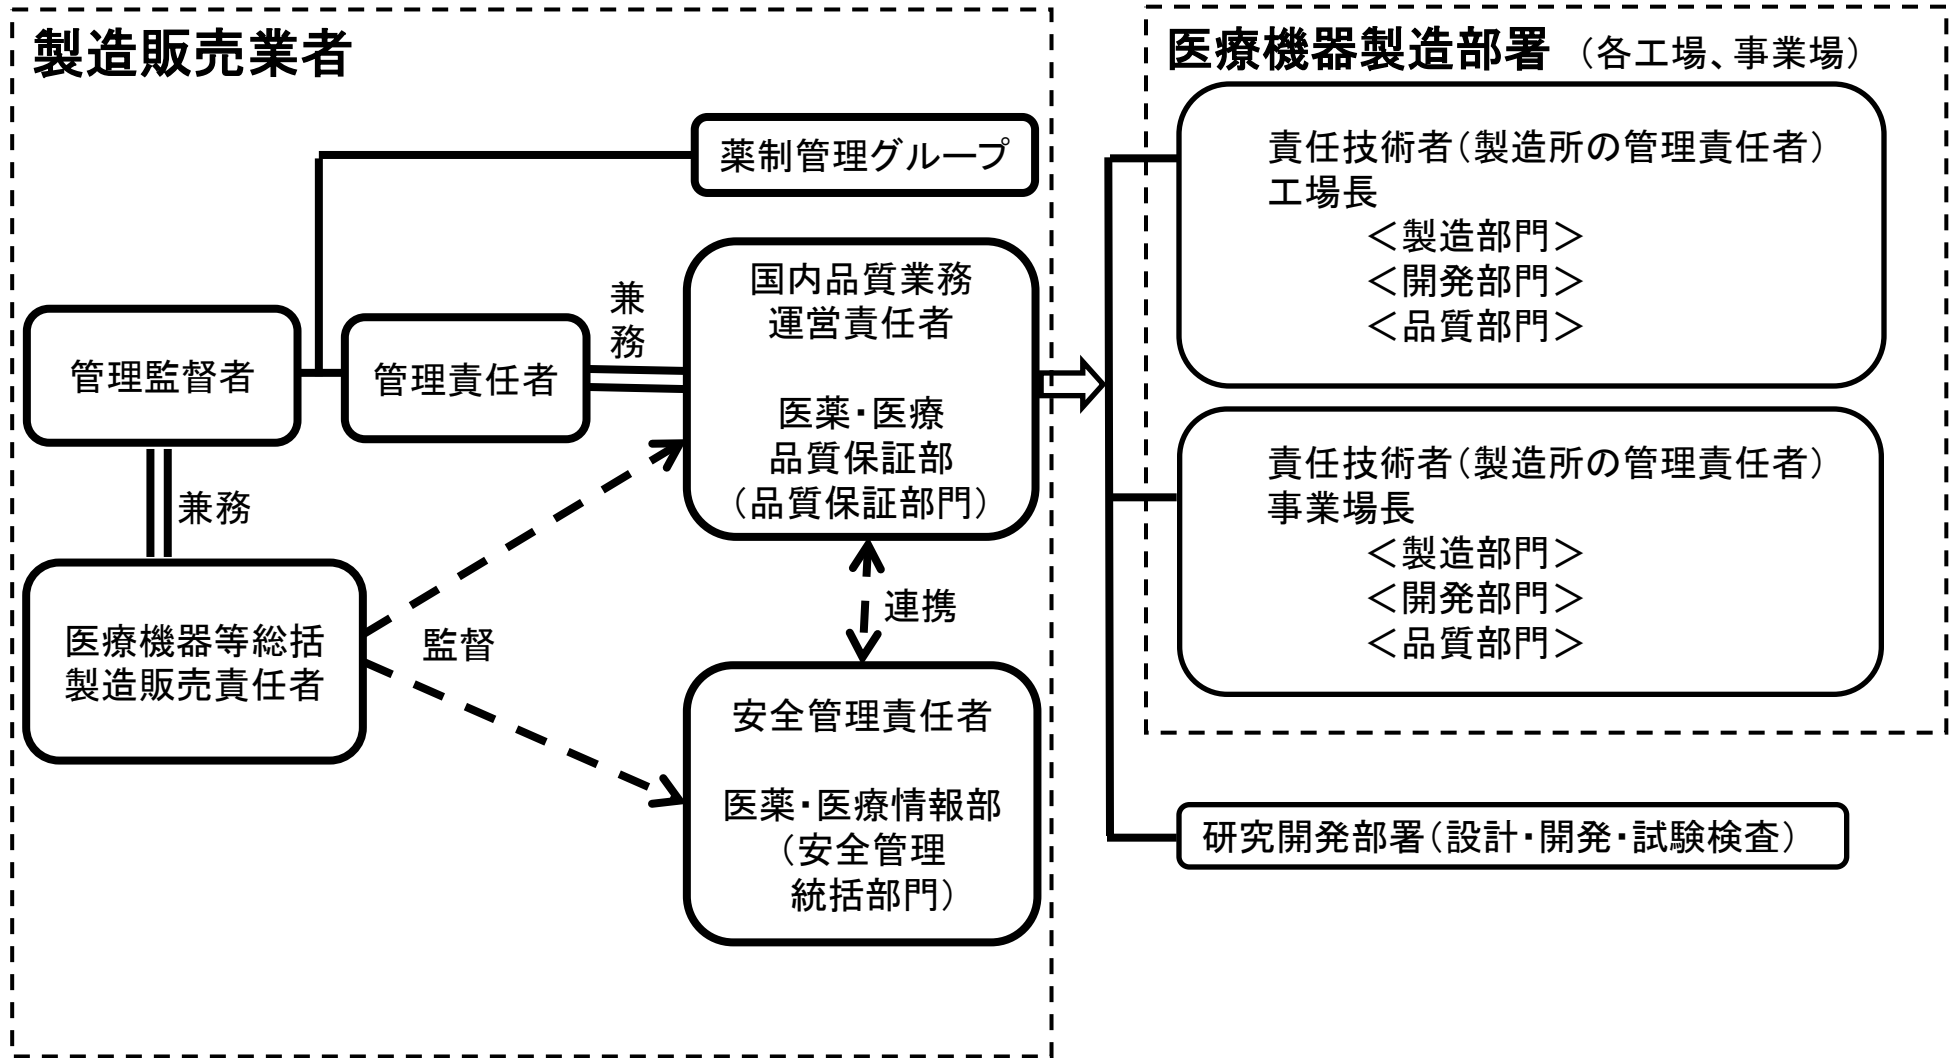 製造販売業者
薬制管理グループ
管理監督者
管理責任者
兼務
国内品質業務
運営責任者
医薬・医療
品質保証部
（品質保証部門）
兼務
医療機器等総括
製造販売責任者
監督
連携
安全管理責任者
医薬・医療情報部
（安全管理
統括部門）
医療機器製造部署（各工場、事業場）
責任技術者（製造所の管理責任者）
工場長
＜製造部門＞
＜開発部門＞
＜品質部門＞
責任技術者（製造所の管理責任者）
事業場長
＜製造部門＞
＜開発部門＞
＜品質部門＞
研究開発部署（設計・開発・試験検査）